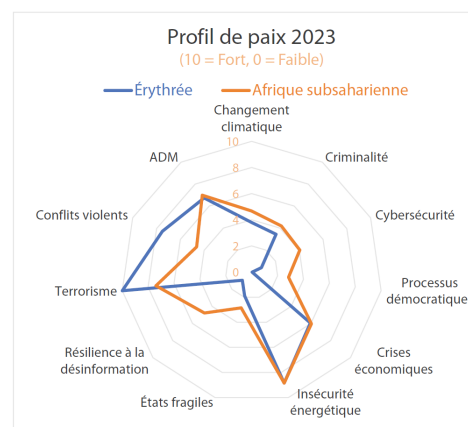 Profil de paix 2023
(10 = Fort, 0 = Faible)
Érythrée Afrique subsaharienne
Changement
climatique
Criminalité
Cybersécurité
Processus
démocratique
Crises
économiques
Insécurité
énergétique
États fragiles
Résilience à la
désinformation
Terrorisme
Conflits violents
ADM
10
8
6
4
2
0